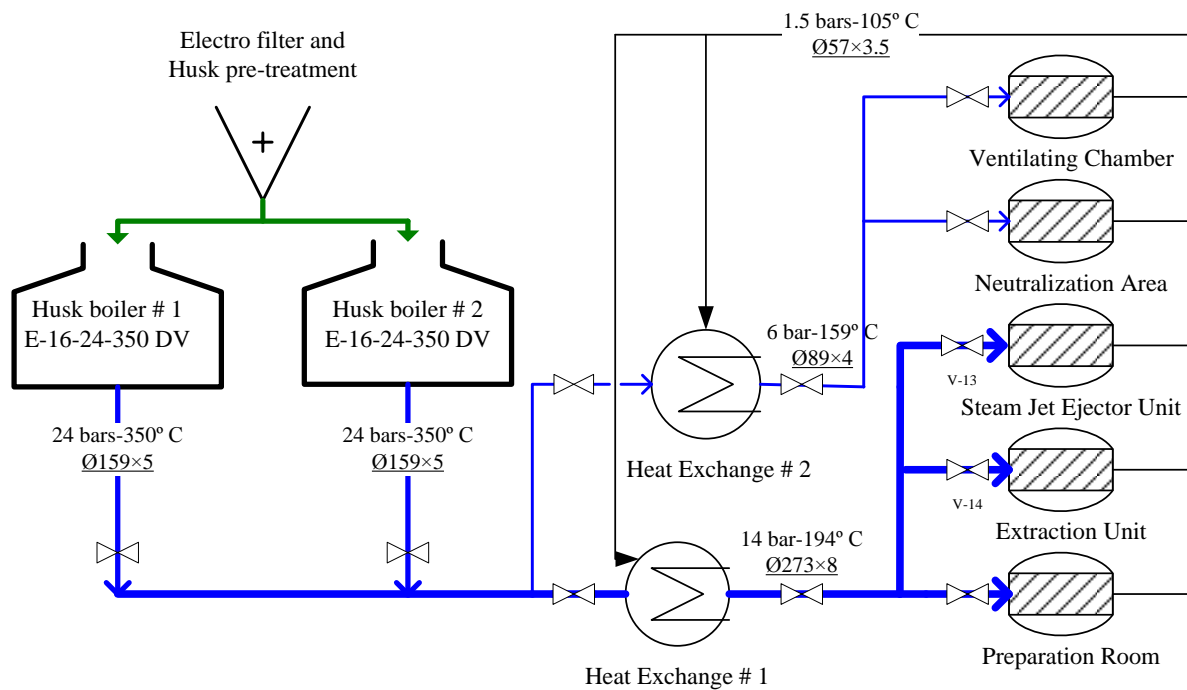 1.5 bars-105º C
Ø57×3.5
Electro filter and
Husk pre-treatment
+
Ventilating Chamber
Neutralization Area
Husk boiler # 1
E-16-24-350 DV
Husk boiler # 2
E-16-24-350 DV
6 bar-159º C
Ø89×4
V-13
Steam Jet Ejector Unit
24 bars-350º C
Ø159×5
24 bars-350º C
Ø159×5
Heat Exchange # 2
V-14
Extraction Unit
14 bar-194º C
Ø273×8
Preparation Room
Heat Exchange # 1